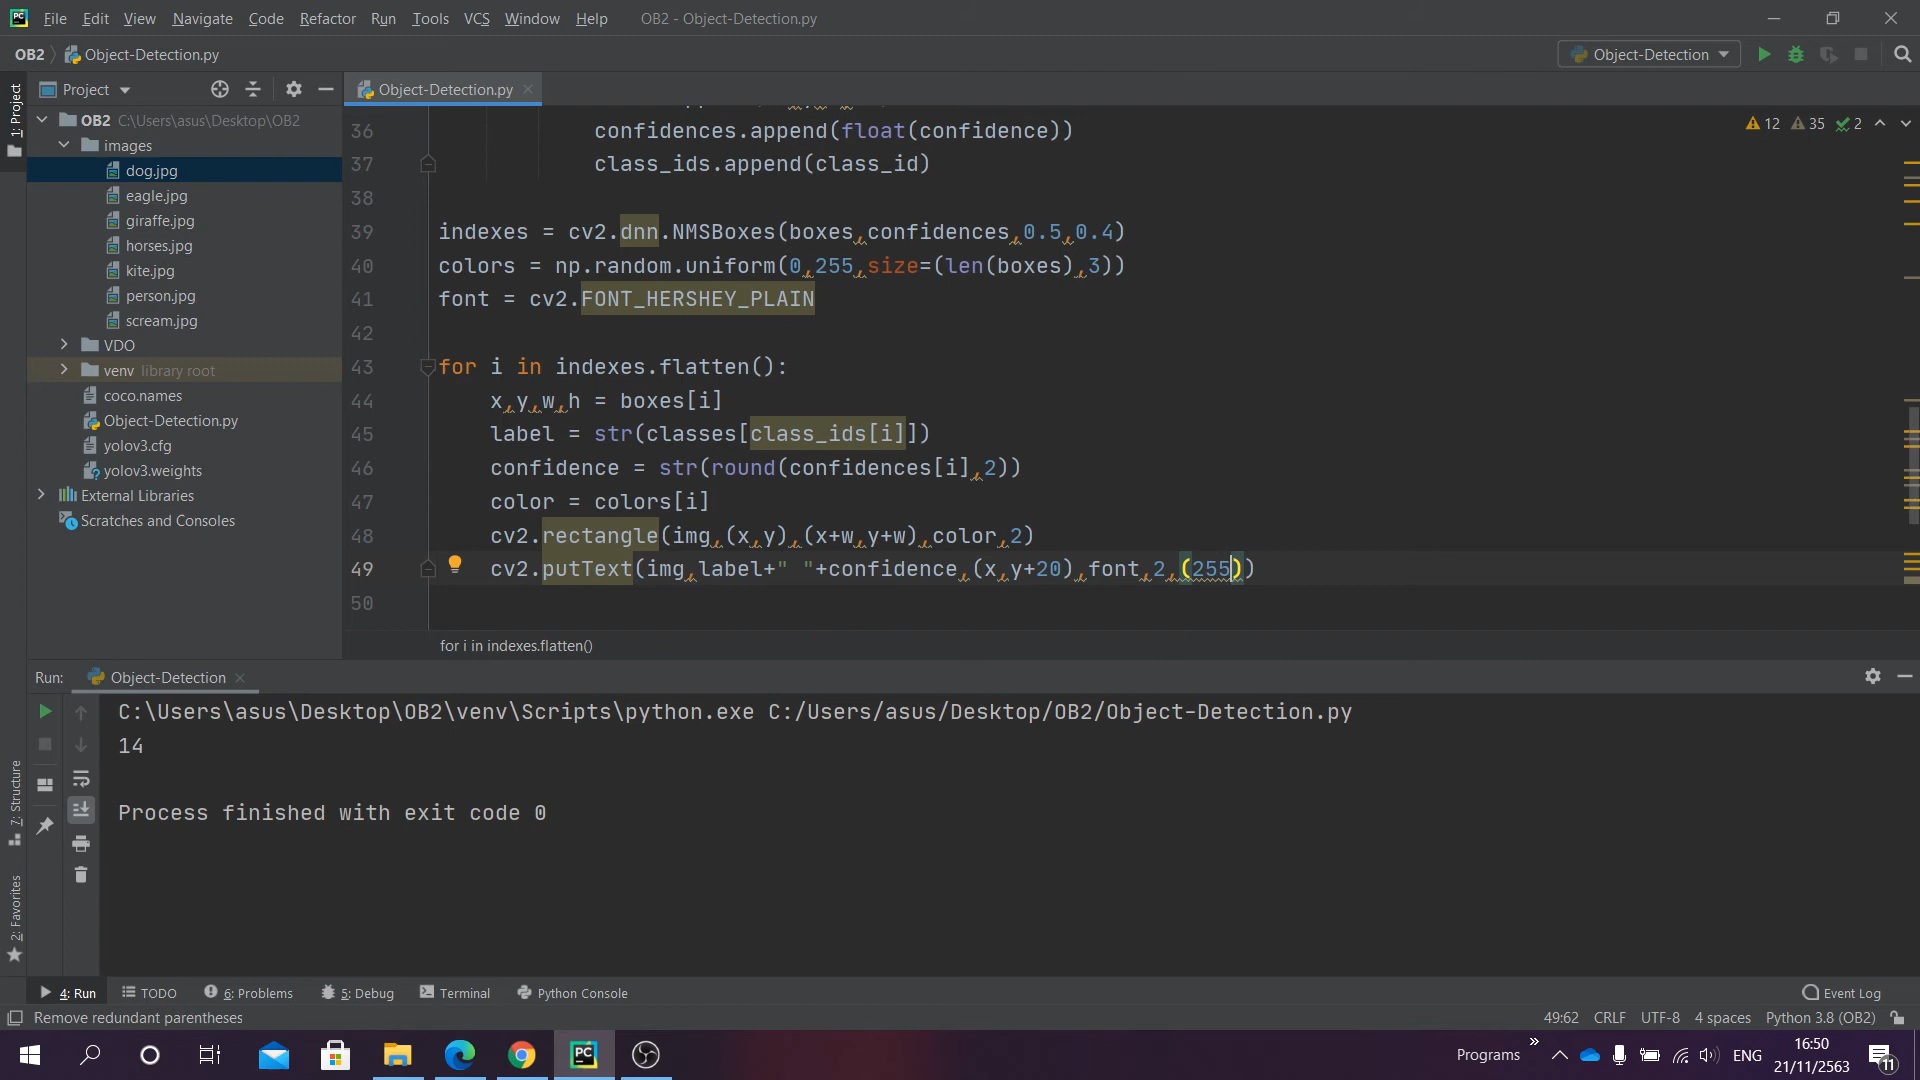 File Edit View Navigate Code Refactor Run Tools VCS Window Help OB2 - Object-Detection.py
OB2 Object-Detection.py Object-Detection
Project Object-Detection.py
1: Project
OB2 C:\Users\asus\Desktop\OB2
images
dog.jpg
eagle.jpg
giraffe.jpg
horses.jpg
kite.jpg
person.jpg
scream.jpg
VDO
venv library root
coco.names
Object-Detection.py
yolov3.cfg
yolov3.weights
External Libraries
Scratches and Consoles
12 35 2
36 confidences.append(float(confidence))
37 class_ids.append(class_id)
38
39 indexes = cv2.dnn.NMSBoxes(boxes,confidences,0.5,0.4)
40 colors = np.random.uniform(0,255,size=(len(boxes),3))
41 font = cv2.FONT_HERSHEY_PLAIN
42
43 for i in indexes.flatten():
44 x,y,w,h = boxes[i]
45 label = str(classes[class_ids[i]])
46 confidence = str(round(confidences[i],2))
47 color = colors[i]
48 cv2.rectangle(img,(x,y),(x+w,y+w),color,2)
49 cv2.putText(img,label+" "+confidence,(x,y+20),font,2,(255))
50
for i in indexes.flatten()
Run: Object-Detection
C:\Users\asus\Desktop\OB2\venv\Scripts\python.exe C:/Users/asus/Desktop/OB2/Object-Detection.py
14
Process finished with exit code 0
7: Structure
2: Favorites
4: Run TODO 6: Problems 5: Debug Terminal Python Console Event Log
Remove redundant parentheses 49:62 CRLF UTF-8 4 spaces Python 3.8 (OB2)
Programs ENG 16:50
21/11/2563 11